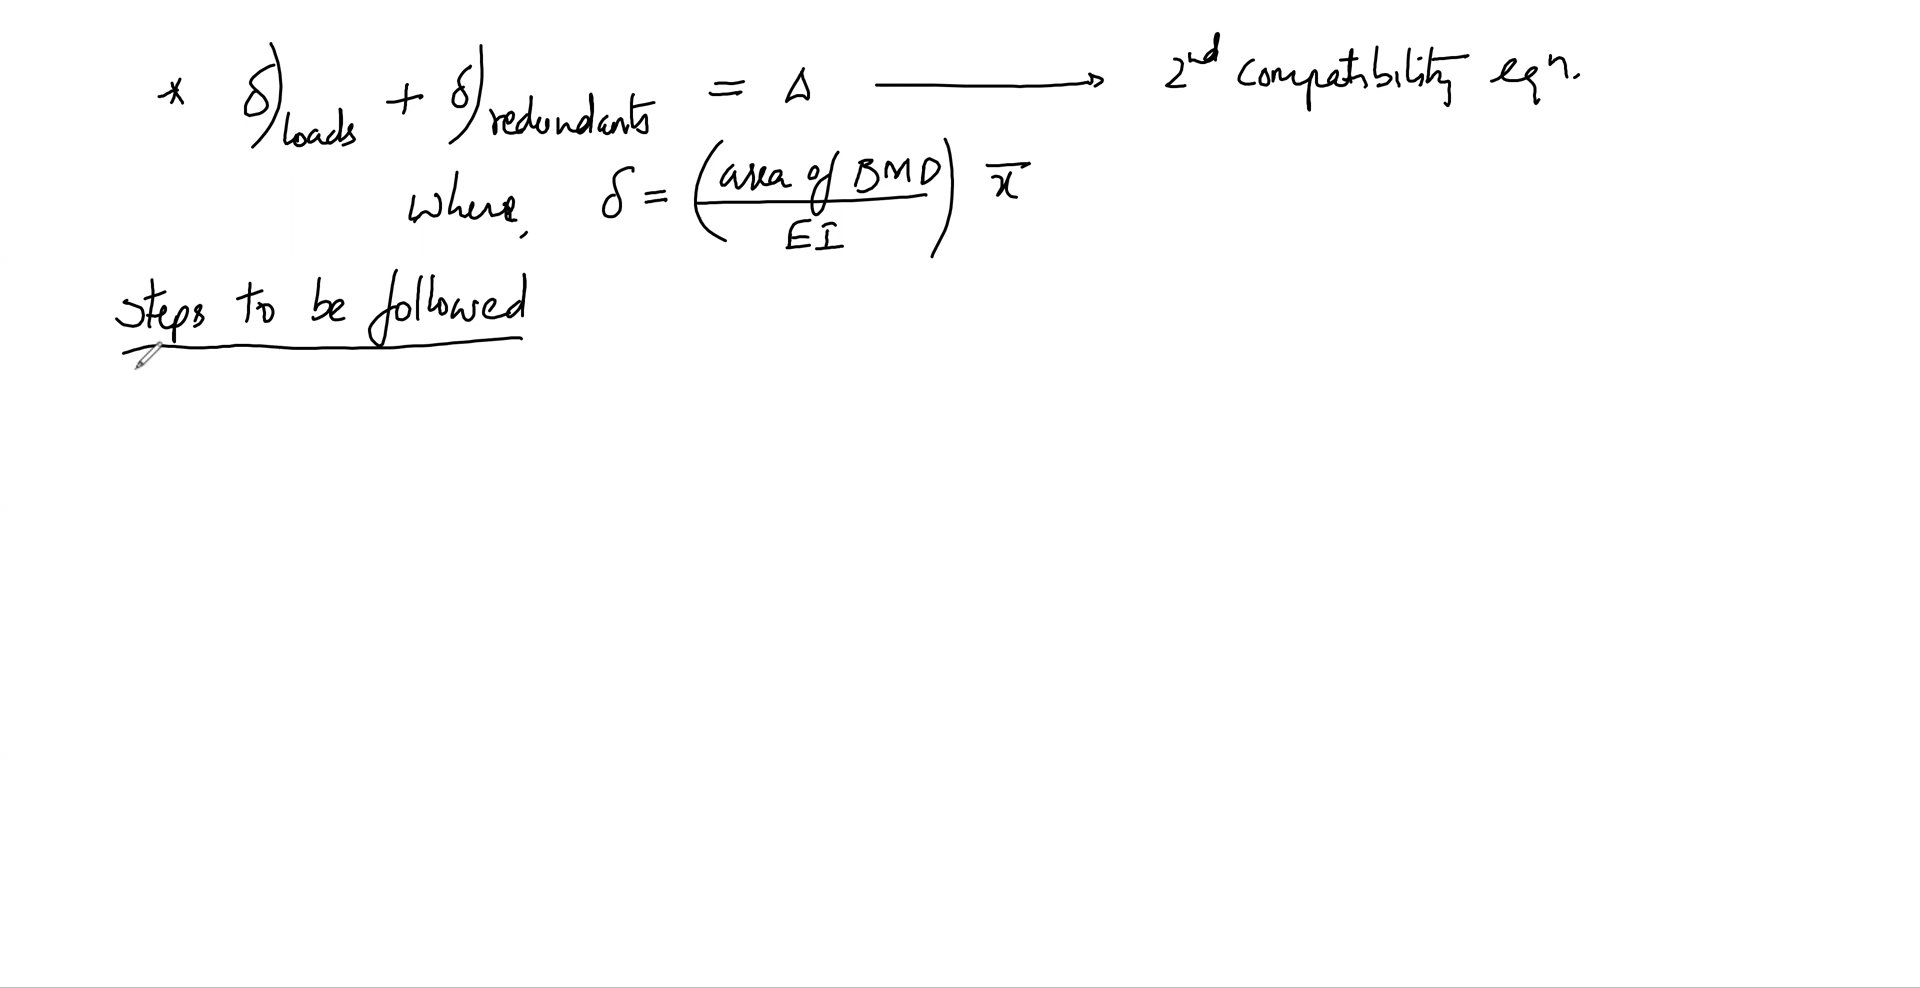 * δ)loads + δ)redundants = Δ ⟶ 2nd compatibility eqn.
where, δ = (area of BMD / EI) x̄
Steps to be followed